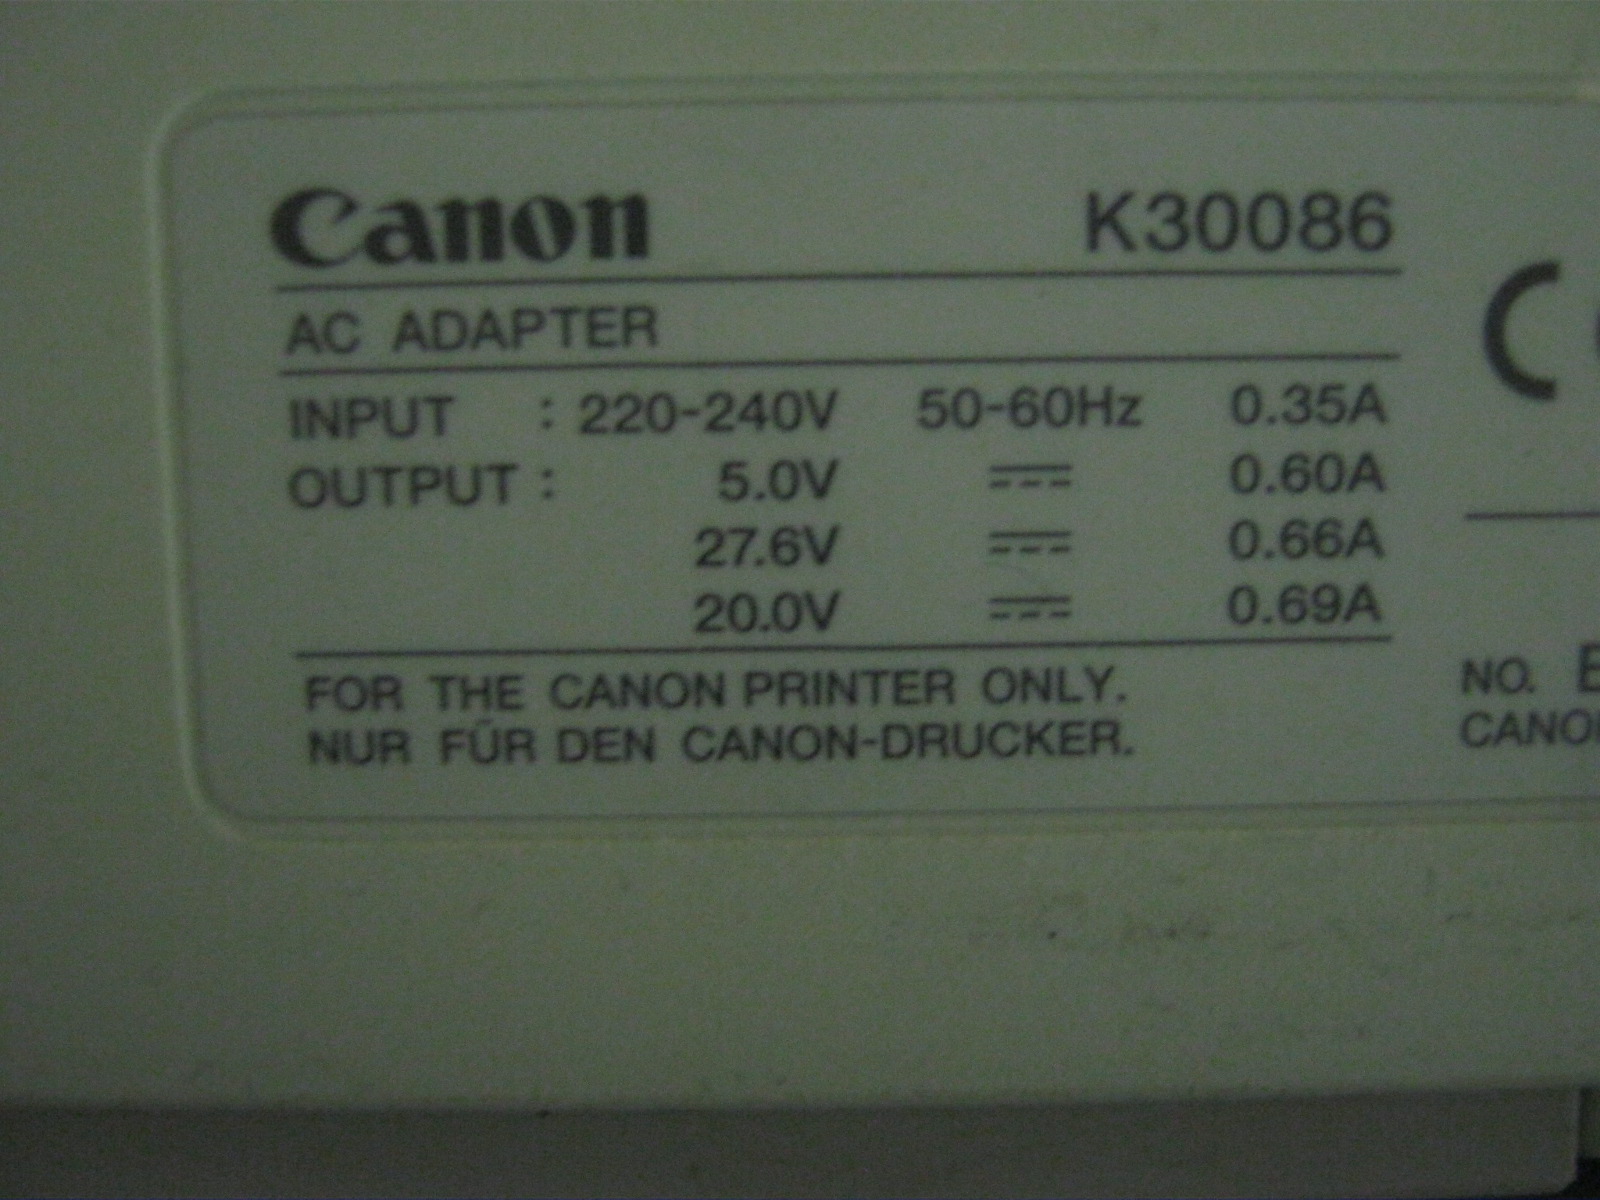 Canon K30086
AC ADAPTER
INPUT : 220-240V 50-60Hz 0.35A
OUTPUT : 5.0V ⎓ 0.60A
27.6V ⎓ 0.66A
20.0V ⎓ 0.69A
FOR THE CANON PRINTER ONLY.
NUR FÜR DEN CANON-DRUCKER.
NO.